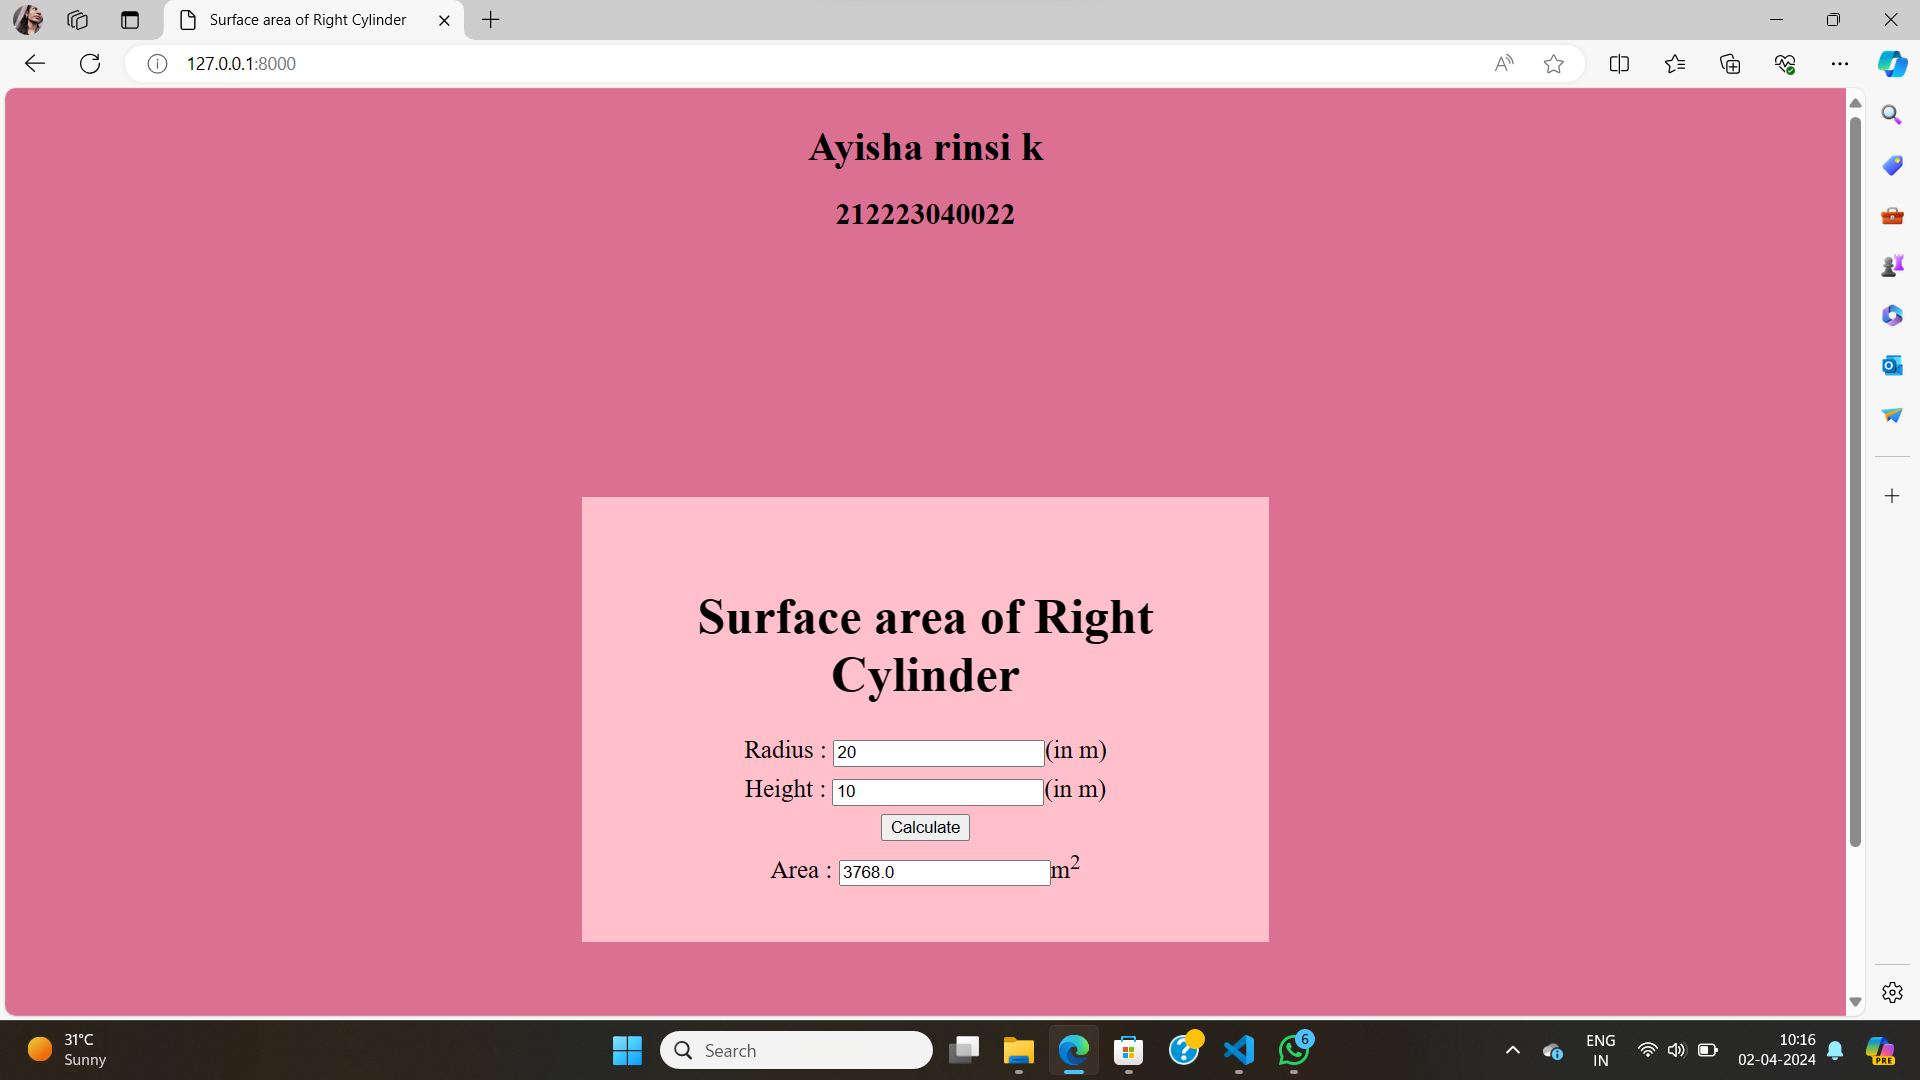 Surface area of Right Cylinder
127.0.0.1:8000
Ayisha rinsi k
212223040022
Surface area of Right
Cylinder
Radius : 20 (in m)
Height : 10 (in m)
Calculate
Area : 3768.0 m²
31°C
Sunny
Search
6
ENG
IN
10:16
02-04-2024
PRE